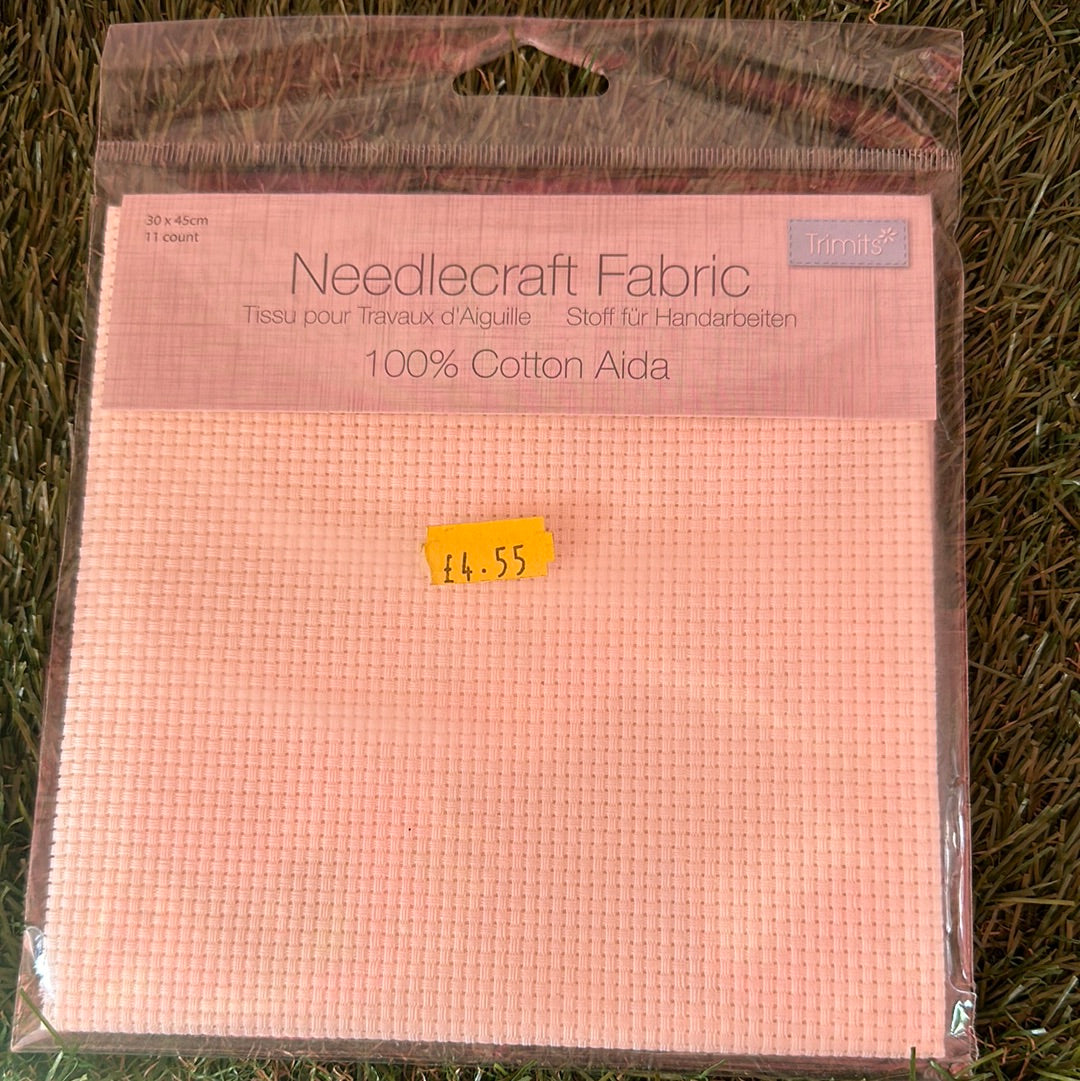 30 x 45cm
11 count
Trimits
Needlecraft Fabric
Tissu pour Travaux d'Aiguille Stoff für Handarbeiten
100% Cotton Aida
£4.55